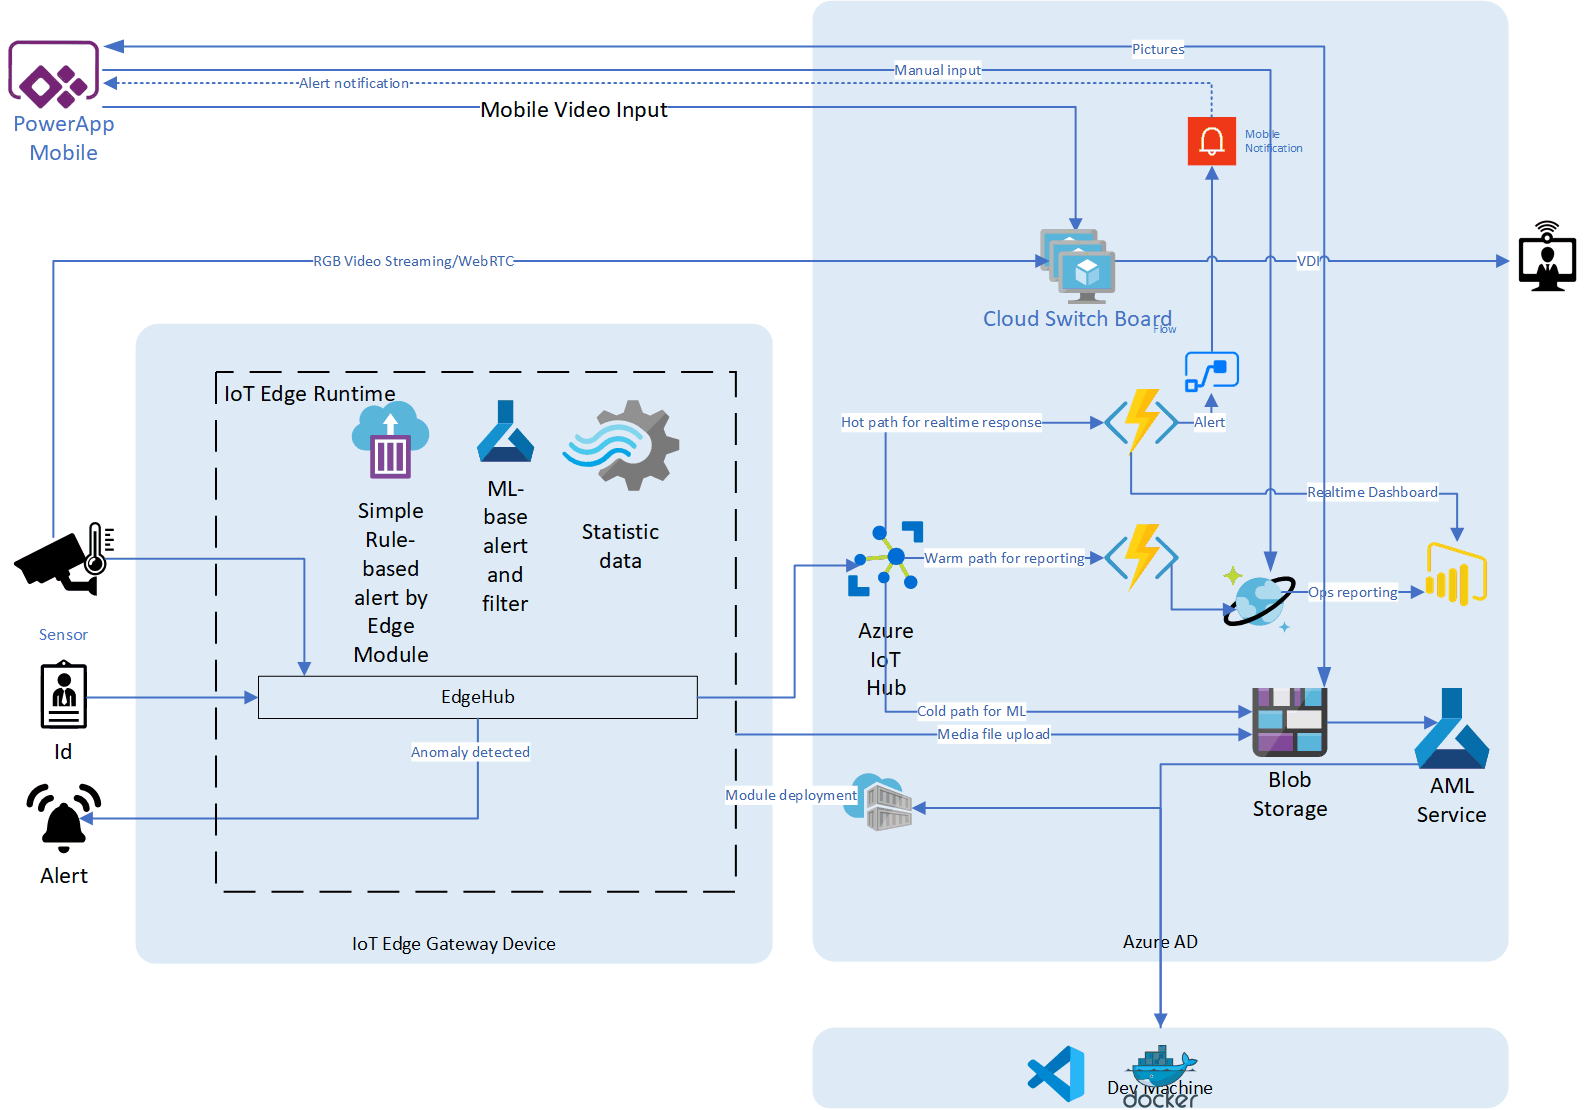 Pictures
Manual input
Alert notification
Mobile Video Input
PowerApp
Mobile
Mobile
Notification
RGB Video Streaming/WebRTC
VDI
Cloud Switch Board
Flow
IoT Edge Runtime
Hot path for realtime response
Alert
Simple
Rule-
based
alert by
Edge
Module
ML-
base
alert
and
filter
Statistic
data
Realtime Dashboard
Warm path for reporting
Ops reporting
Sensor
Azure
IoT
Hub
EdgeHub
Cold path for ML
Media file upload
Id
Anomaly detected
Module deployment
Blob
Storage
AML
Service
Alert
IoT Edge Gateway Device
Azure AD
Dev Machine
docker